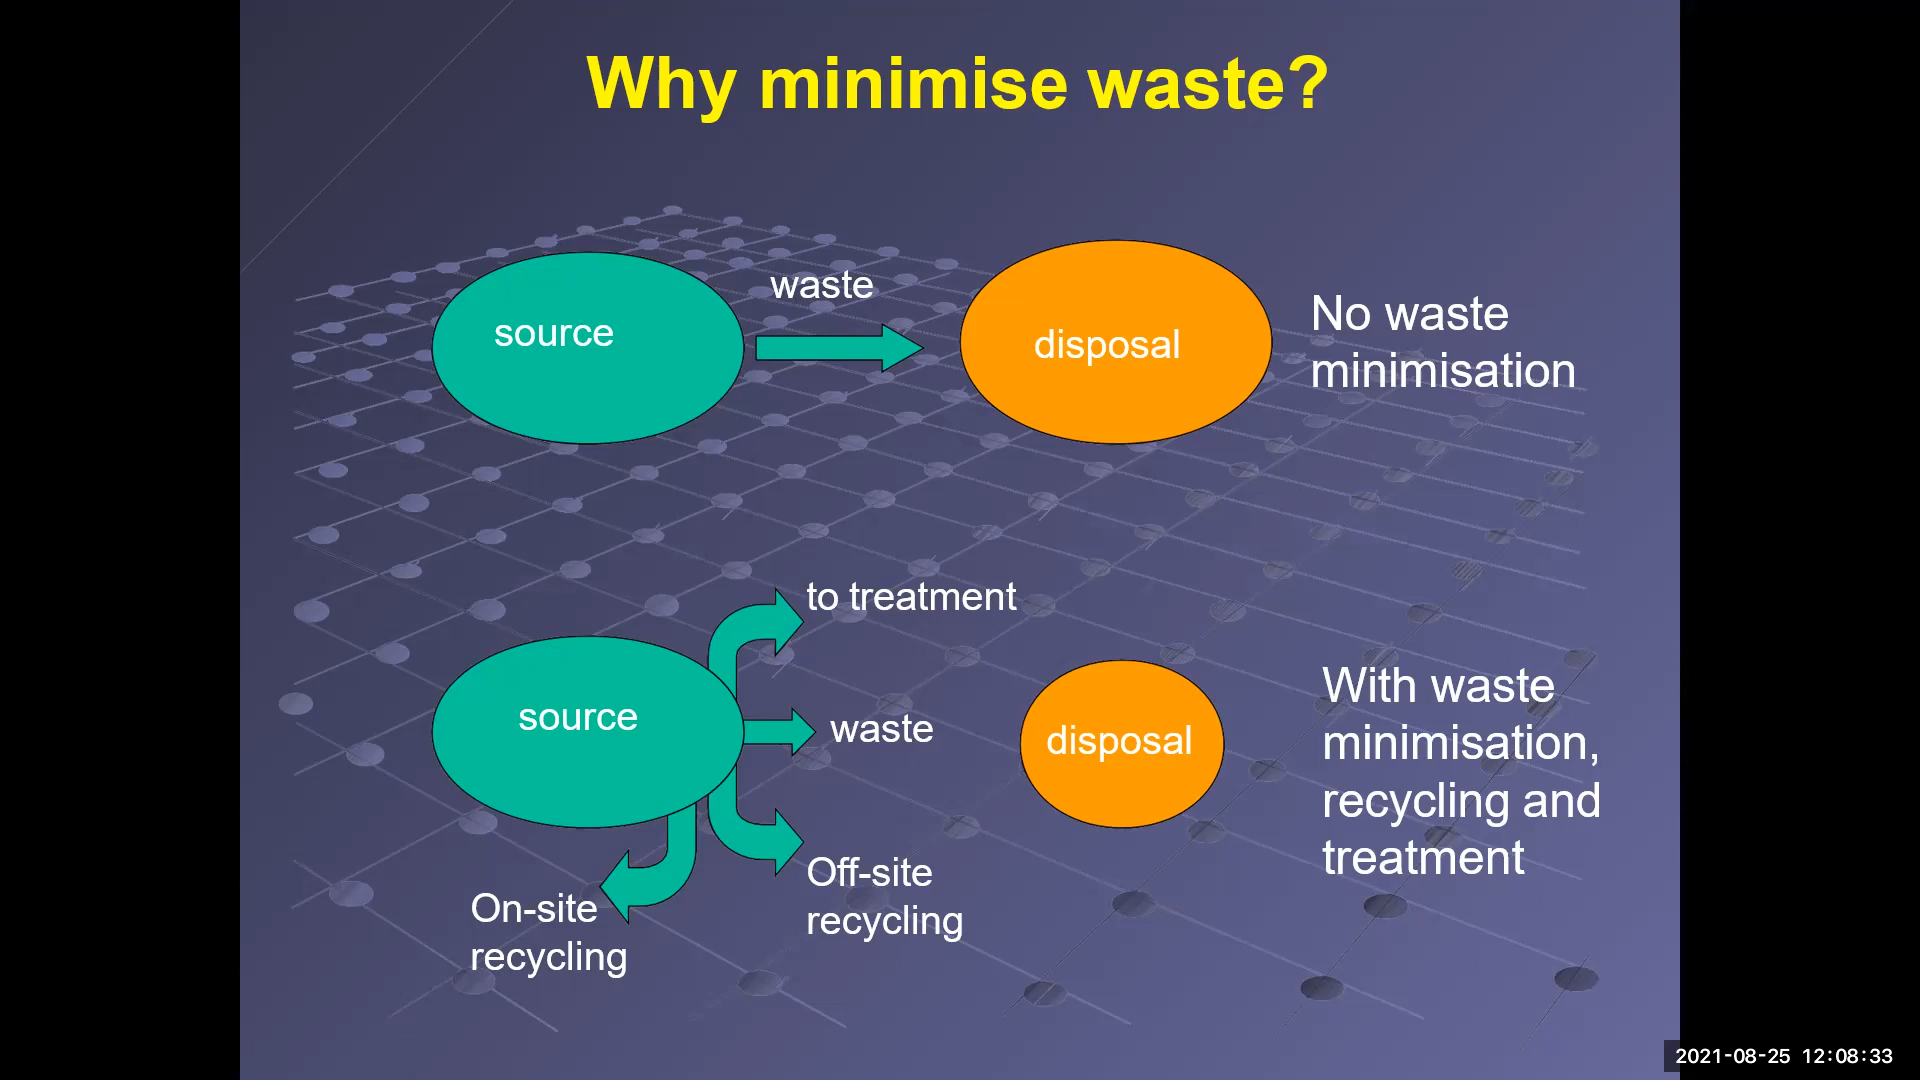 Why minimise waste?
waste
source
disposal
No waste
minimisation
to treatment
source
waste
disposal
With waste
minimisation,
recycling and
treatment
Off-site
recycling
On-site
recycling
2021-08-25 12:08:33